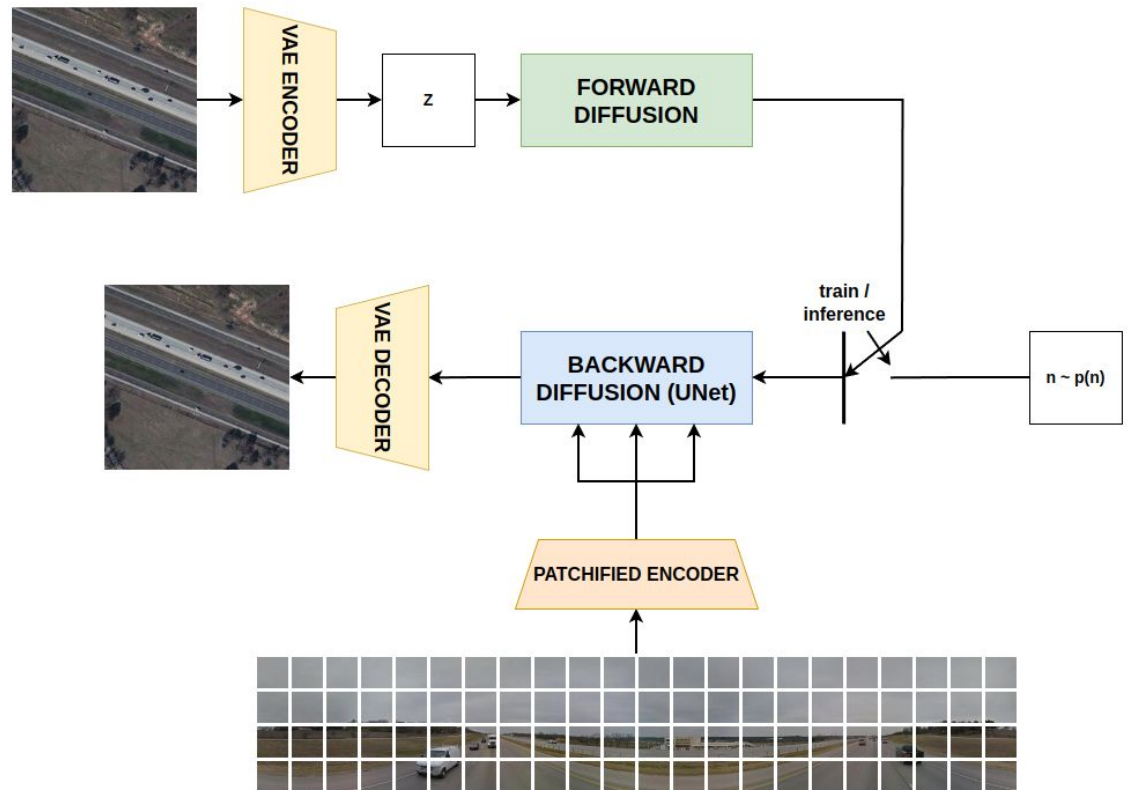 VAE ENCODER
Z
FORWARD
DIFFUSION
train /
inference
VAE DECODER
BACKWARD
DIFFUSION (UNet)
n ~ p(n)
PATCHIFIED ENCODER